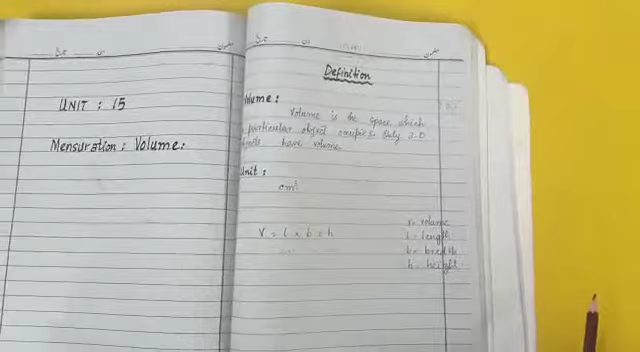 UNIT : 15
Mensuration : Volume:
Definition
Volume:
Volume is the space which
particular object occupies. Only 3-D
objects have volume.
Unit :
cm³
V = l × b × h
v = volume
l = length
b = breadth
h = height